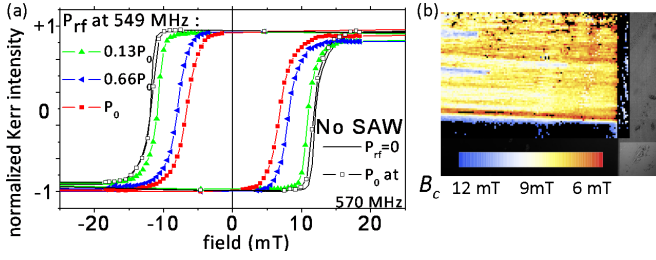 (a)
normalized Kerr intensity
+1
0
-1
P_rf at 549 MHz :
0.13P_0
0.66P_0
P_0
No SAW
P_rf=0
P_0 at
570 MHz
-20 -10 0 10 20
field (mT)
(b)
B_c 12 mT 9mT 6 mT